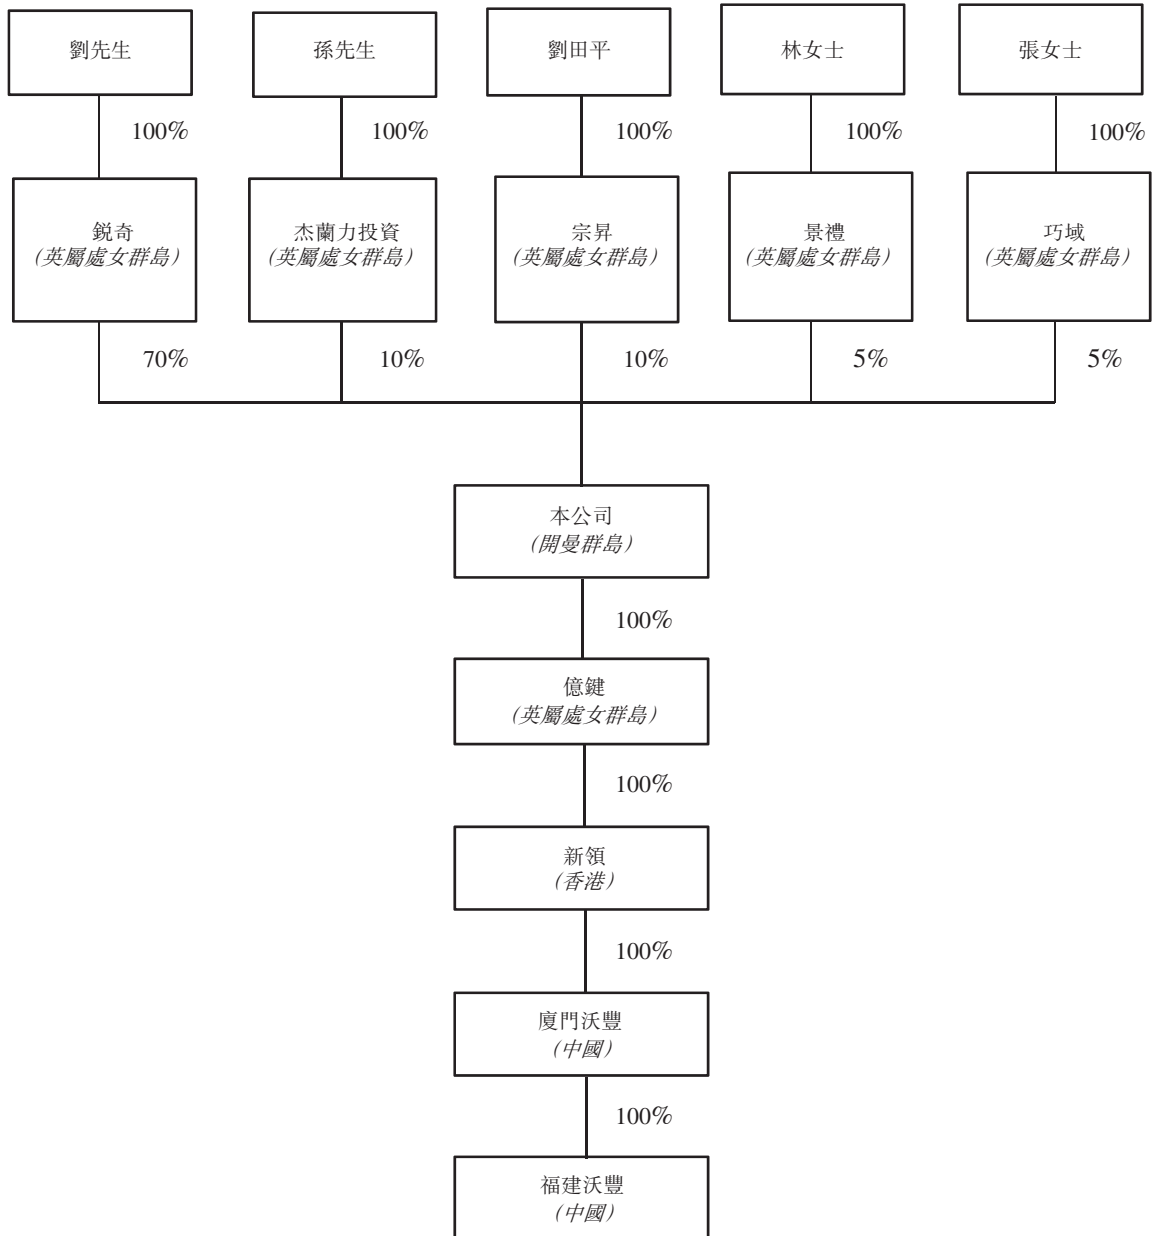 劉先生
孫先生
劉田平
林女士
張女士
100%
100%
100%
100%
100%
鋭奇
(英屬處女群島)
杰蘭力投資
(英屬處女群島)
宗昇
(英屬處女群島)
景禮
(英屬處女群島)
巧域
(英屬處女群島)
70%
10%
10%
5%
5%
本公司
(開曼群島)
100%
億鍵
(英屬處女群島)
100%
新領
(香港)
100%
廈門沃豐
(中國)
100%
福建沃豐
(中國)